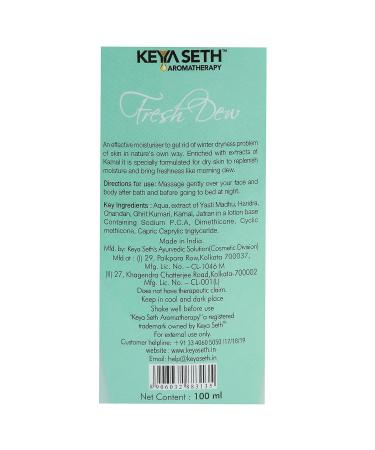 KEYA SETH™
AROMATHERAPY
Fresh Dew
An effective moisturiser to get rid of winter dryness problem
of skin in nature's own way. Enriched with extracts of
Kamal it is specially formulated for dry skin to replenish
moisture and bring freshness like morning dew.
Directions for use: Massage gently over your face and
body after bath and before going to bed at night.
Key Ingredients : Aqua, extract of Yasti Madhu, Haridra,
Chandan, Ghrit Kumari, Kamal, Jafran in a lotion base
Containing Sodium P.C.A, Dimethicone, Cyclic
methicone, Capric Caprylic triglyceride.
Made in India.
Mfd. by: Keya Seth's Ayurvedic Solution(Cosmetic Division)
Mfd at : (I) 29, Paikpara Row,Kolkata 700037,
Mfg. Lic. No. – CL-1046 M
(II) 27, Khagendra Chatterjee Road,Kolkata-700002
Mfg. Lic. No. – CL-001(L)
Does not have therapeutic claim.
Keep in cool and dark place
Shake well before use
"Keya Seth Aromatherapy" a registered
trademark owned by Keya Seth
For external use only.
Customer helpline: + 91 33 4060 5050 /17/18/19
website : www.keyaseth.in
Email: help@keyaseth.in
8 906032 883138
Net Content : 100 ml